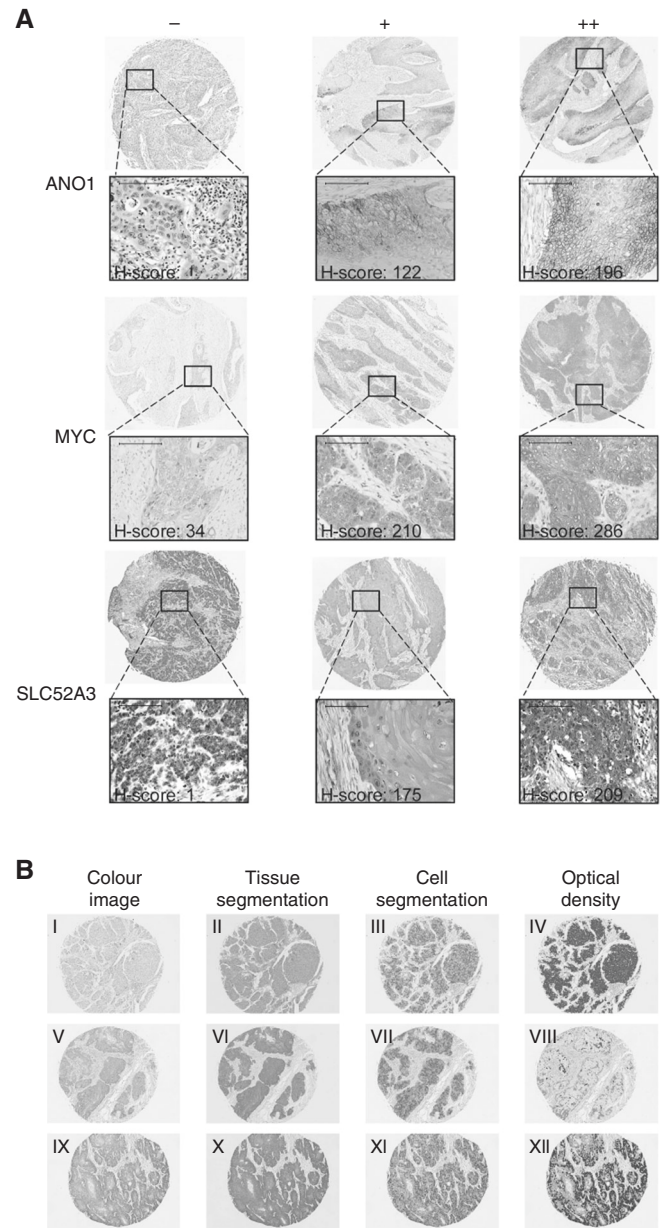 A
– + ++
ANO1
H-score: 1
H-score: 122
H-score: 196
MYC
H-score: 34
H-score: 210
H-score: 286
SLC52A3
H-score: 1
H-score: 175
H-score: 209
B
Colour
image
Tissue
segmentation
Cell
segmentation
Optical
density
I
II
III
IV
V
VI
VII
VIII
IX
X
XI
XII